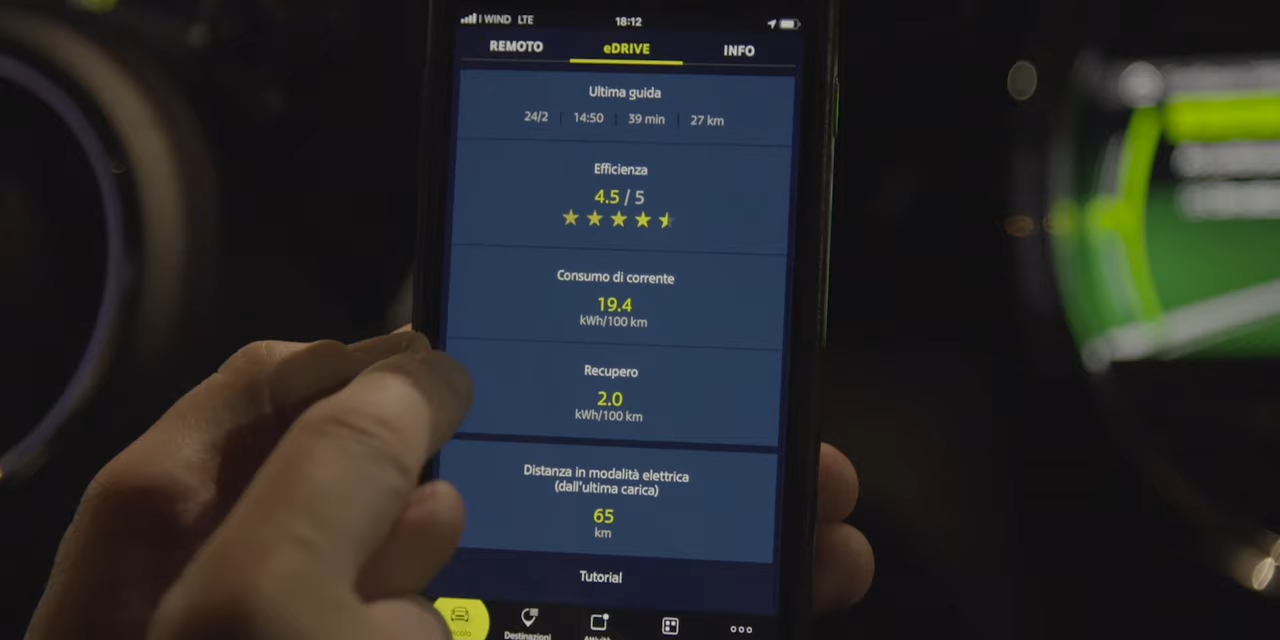 I WIND LTE 18:12
REMOTO eDRIVE INFO
Ultima guida
24/2 14:50 39 min 27 km
Efficienza
4.5 / 5
Consumo di corrente
19.4
kWh/100 km
Recupero
2.0
kWh/100 km
Distanza in modalità elettrica
(dall'ultima carica)
65
km
Tutorial
Destinazioni